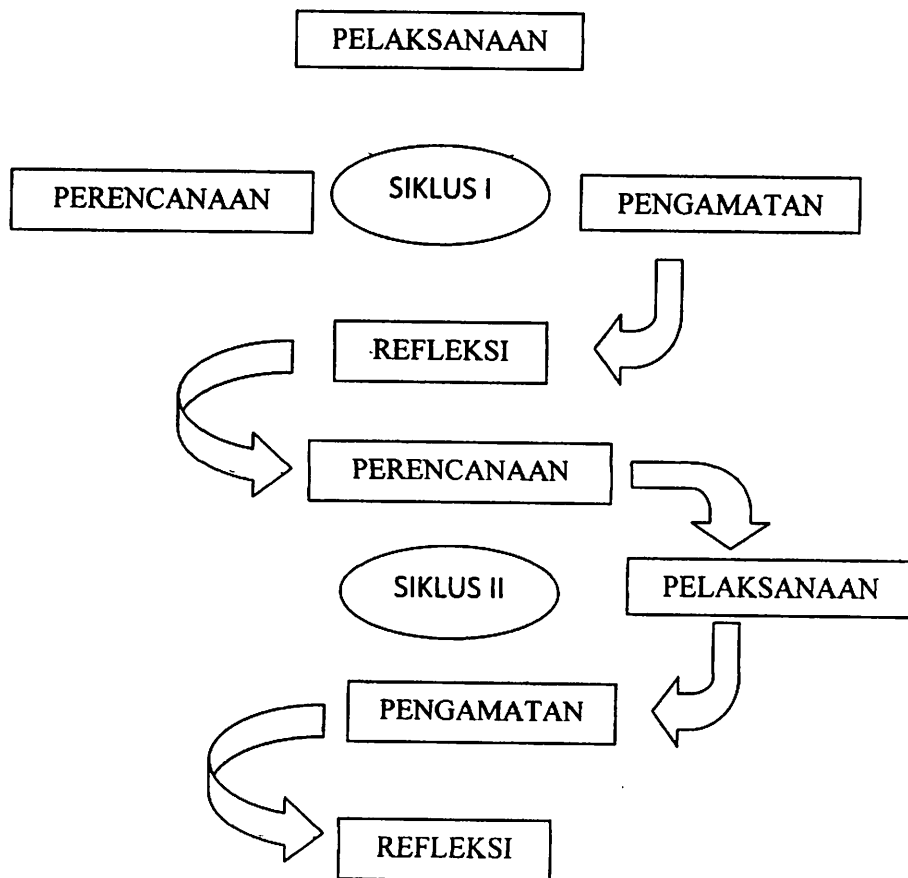 PELAKSANAAN
PERENCANAAN
SIKLUS I
PENGAMATAN
REFLEKSI
PERENCANAAN
SIKLUS II
PELAKSANAAN
PENGAMATAN
REFLEKSI